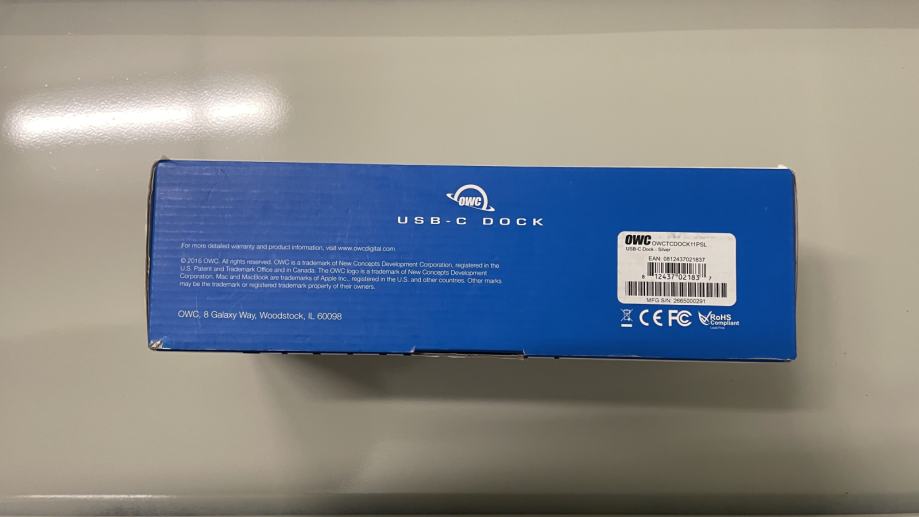 OWC
USB-C DOCK
For more detailed warranty and product information, visit www.owcdigital.com
© 2016 OWC. All rights reserved. OWC is a trademark of New Concepts Development Corporation, registered in the
U.S. Patent and Trademark Office and in Canada. The OWC logo is a trademark of New Concepts Development
Corporation. Mac and MacBook are trademarks of Apple Inc., registered in the U.S. and other countries. Other marks
may be the trademark or registered trademark property of their owners.
OWC, 8 Galaxy Way, Woodstock, IL 60098
OWC OWCTCDOCK11PSL
USB-C Dock - Silver
EAN: 0812437021837
8 12437 02183 7
MFG S/N: 2665000291
CE FC RoHS
Compliant
Lead Free